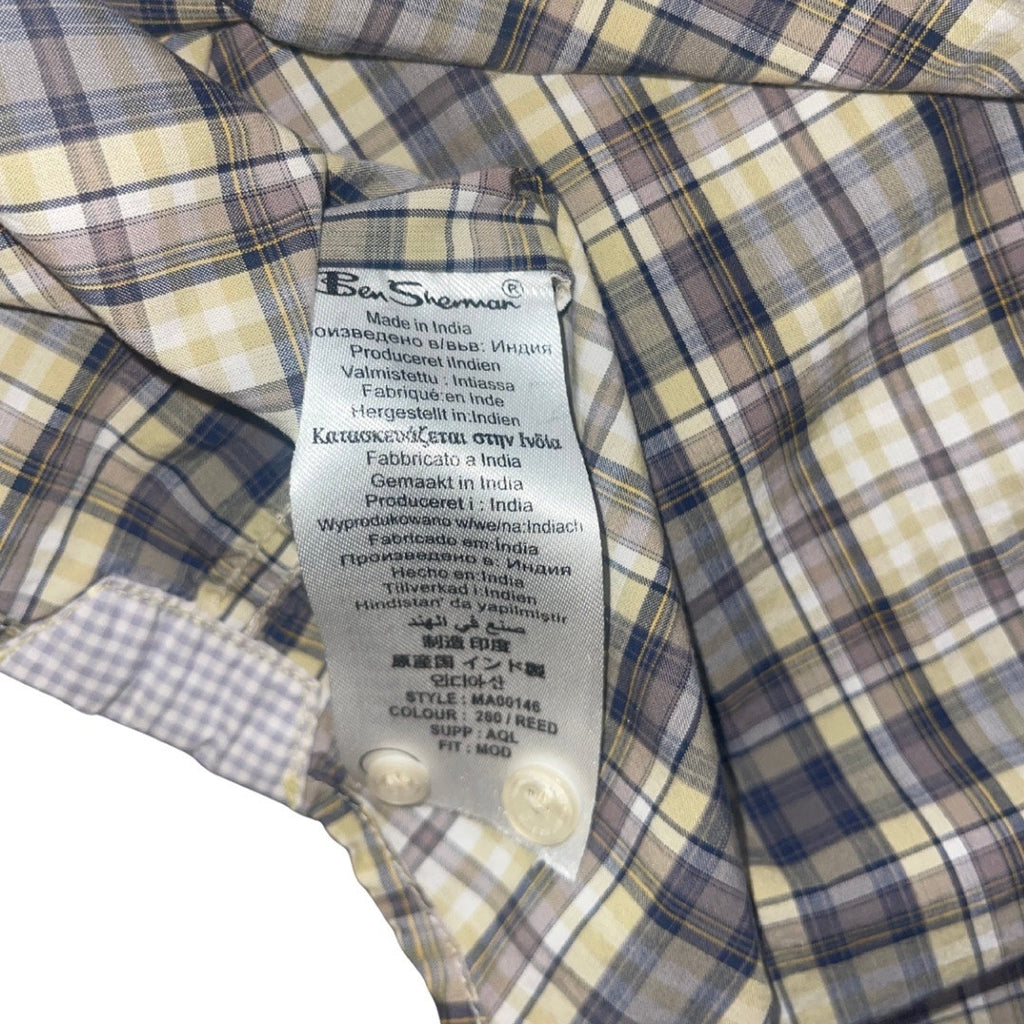 Ben Sherman®
Made in India
оизведено в/вьв: Индия
Produceret IIndien
Valmistettu : Intiassa
Fabriqué:en Inde
Hergestellt in:Indien
Κατασκευάζεται στην Ινδία
Fabbricato a India
Gemaakt in India
Produceret i : India
Wyprodukowano w/we/na:Indiach
Fabricado em:India
Произведено в: Индия
Hecho en:India
Tillverkad i:Indien
Hindistan' da yapilmiştir
صنع في الهند
制造 印度
原産国 インド製
인디아산
STYLE : MA00146
COLOUR : 280 / REED
SUPP : AQL
FIT : MOD